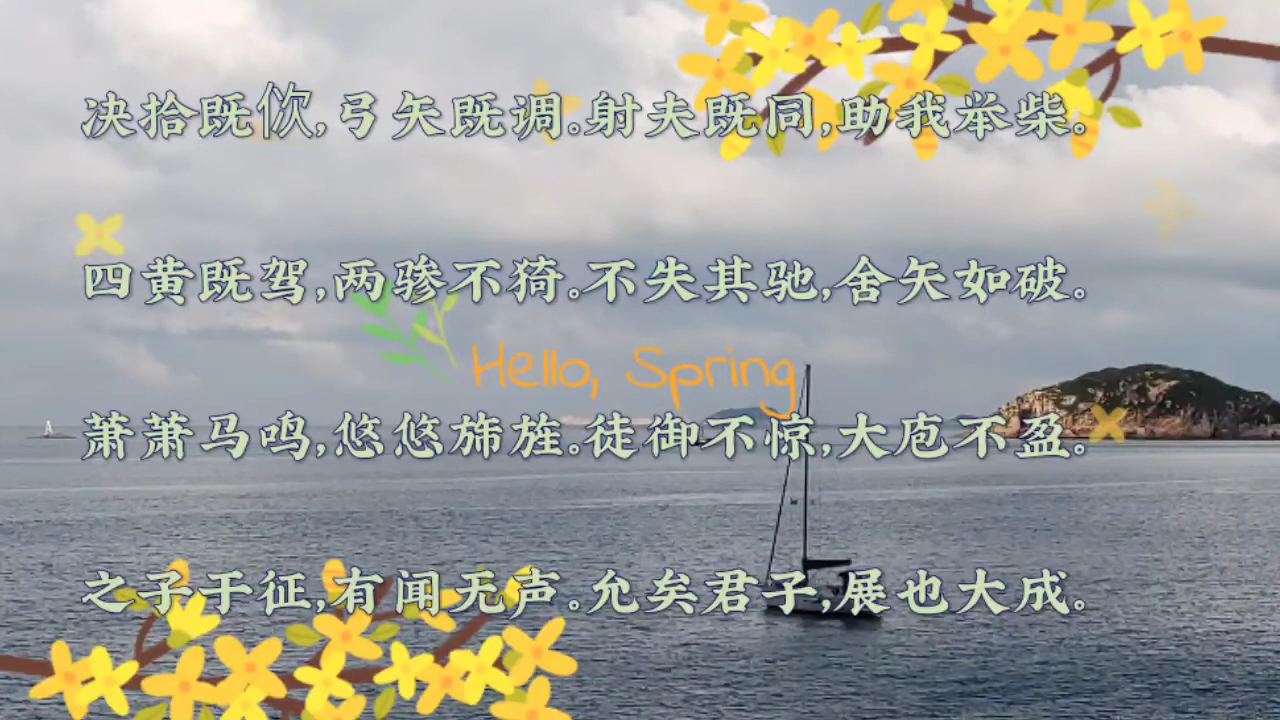 决拾既佽,弓矢既调。射夫既同,助我举柴。
四黄既驾,两骖不猗。不失其驰,舍矢如破。
Hello, Spring
萧萧马鸣,悠悠旆旌。徒御不惊,大庖不盈。
之子于征,有闻无声。允矣君子,展也大成。